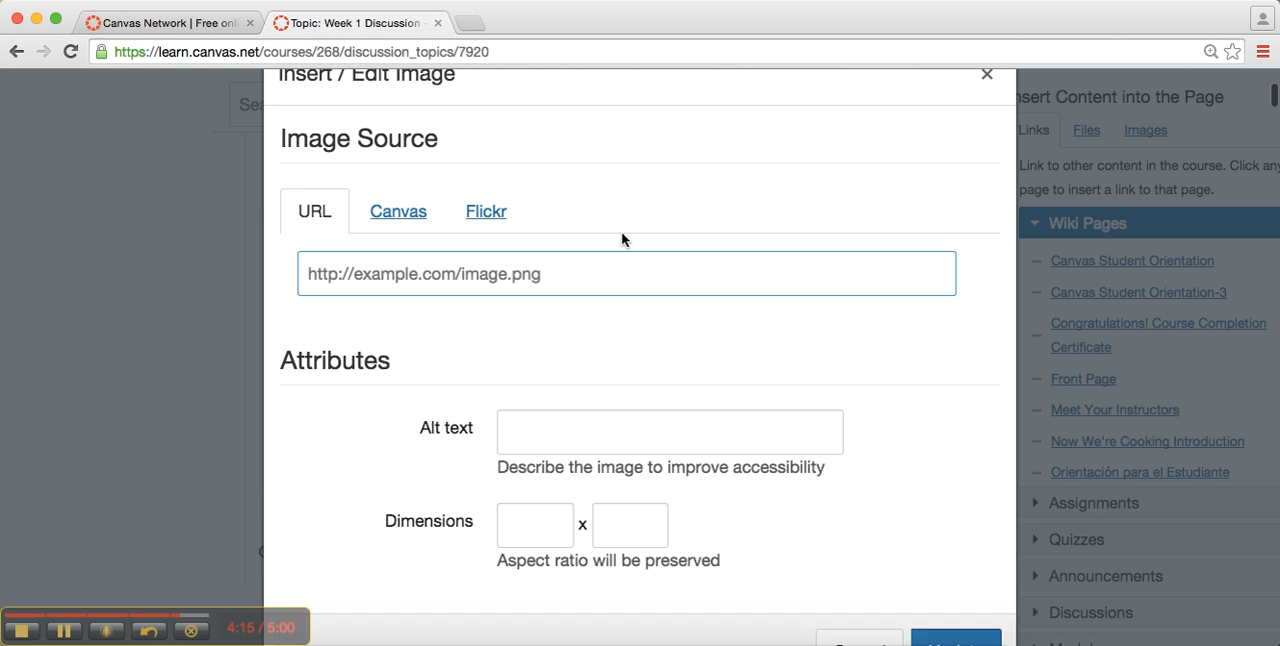 Canvas Network | Free onli
Topic: Week 1 Discussion
https://learn.canvas.net/courses/268/discussion_topics/7920
Insert / Edit Image
Image Source
URL
Canvas
Flickr
http://example.com/image.png
Attributes
Alt text
Describe the image to improve accessibility
Dimensions
x
Aspect ratio will be preserved
Sea
nsert Content into the Page
Links
Files
Images
Link to other content in the course. Click any
page to insert a link to that page.
Wiki Pages
Canvas Student Orientation
Canvas Student Orientation-3
Congratulations! Course Completion
Certificate
Front Page
Meet Your Instructors
Now We're Cooking Introduction
Orientación para el Estudiante
Assignments
Quizzes
Announcements
Discussions
4:15 / 5:00